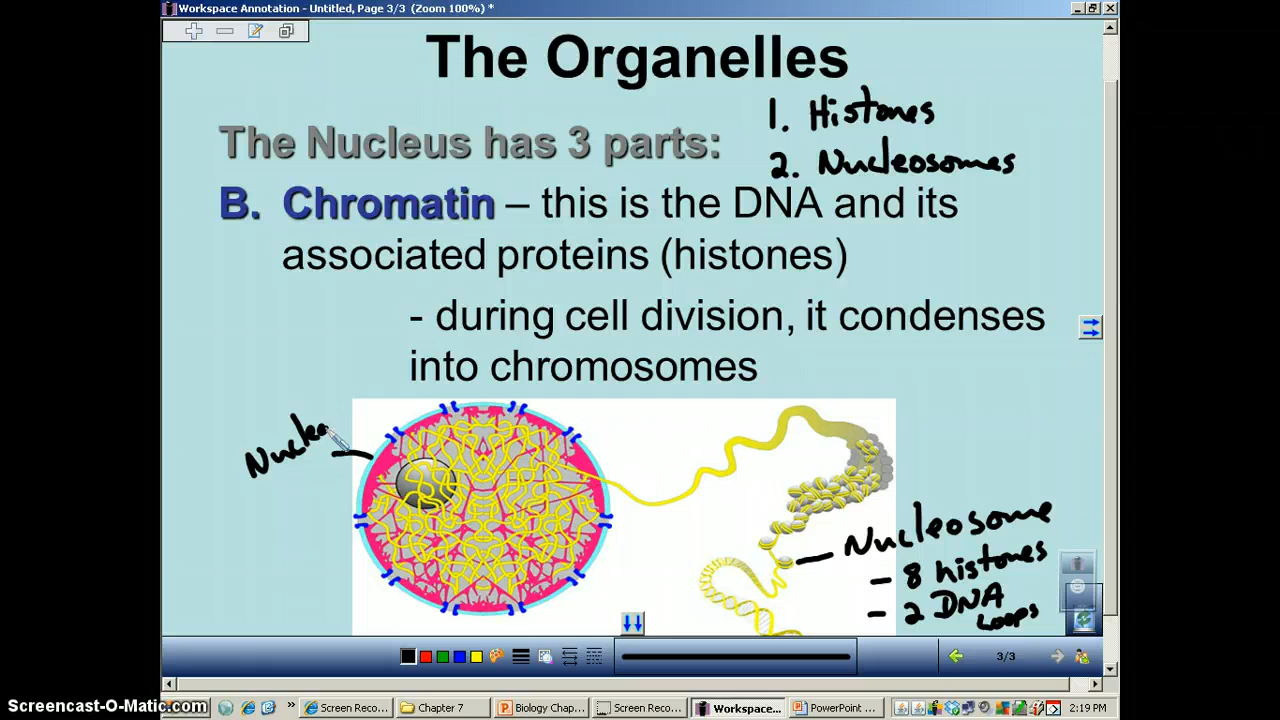 Workspace Annotation - Untitled, Page 3/3 (Zoom 100%) *
The Organelles
1. Histones
The Nucleus has 3 parts:
2. Nucleosomes
B. Chromatin – this is the DNA and its
associated proteins (histones)
- during cell division, it condenses
into chromosomes
Nucleo
Nucleosome
- 8 histones
- 2 DNA
Loops
3/3
Screencast-O-Matic.com
Screen Reco...
Chapter 7
Biology Chap...
Screen Reco...
Workspace...
PowerPoint ...
2:19 PM